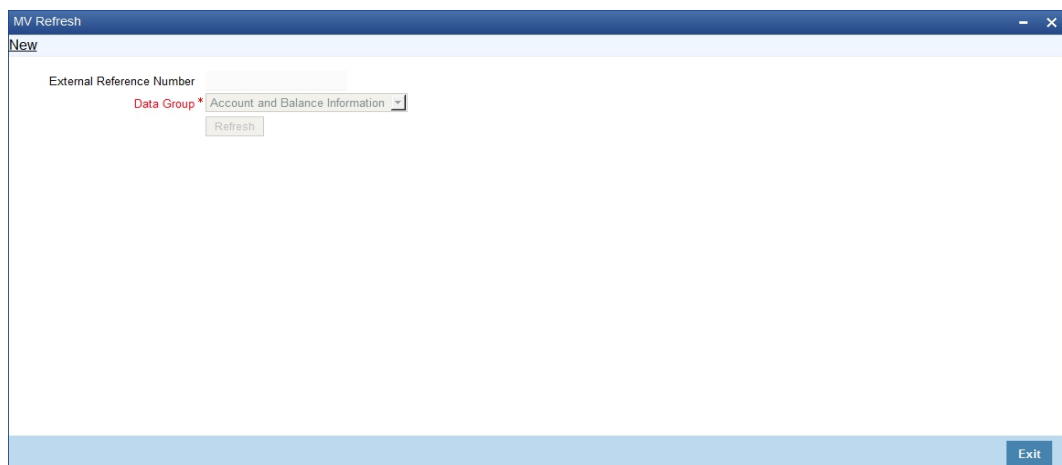 MV Refresh
New
External Reference Number
Data Group * Account and Balance Information
Refresh
Exit